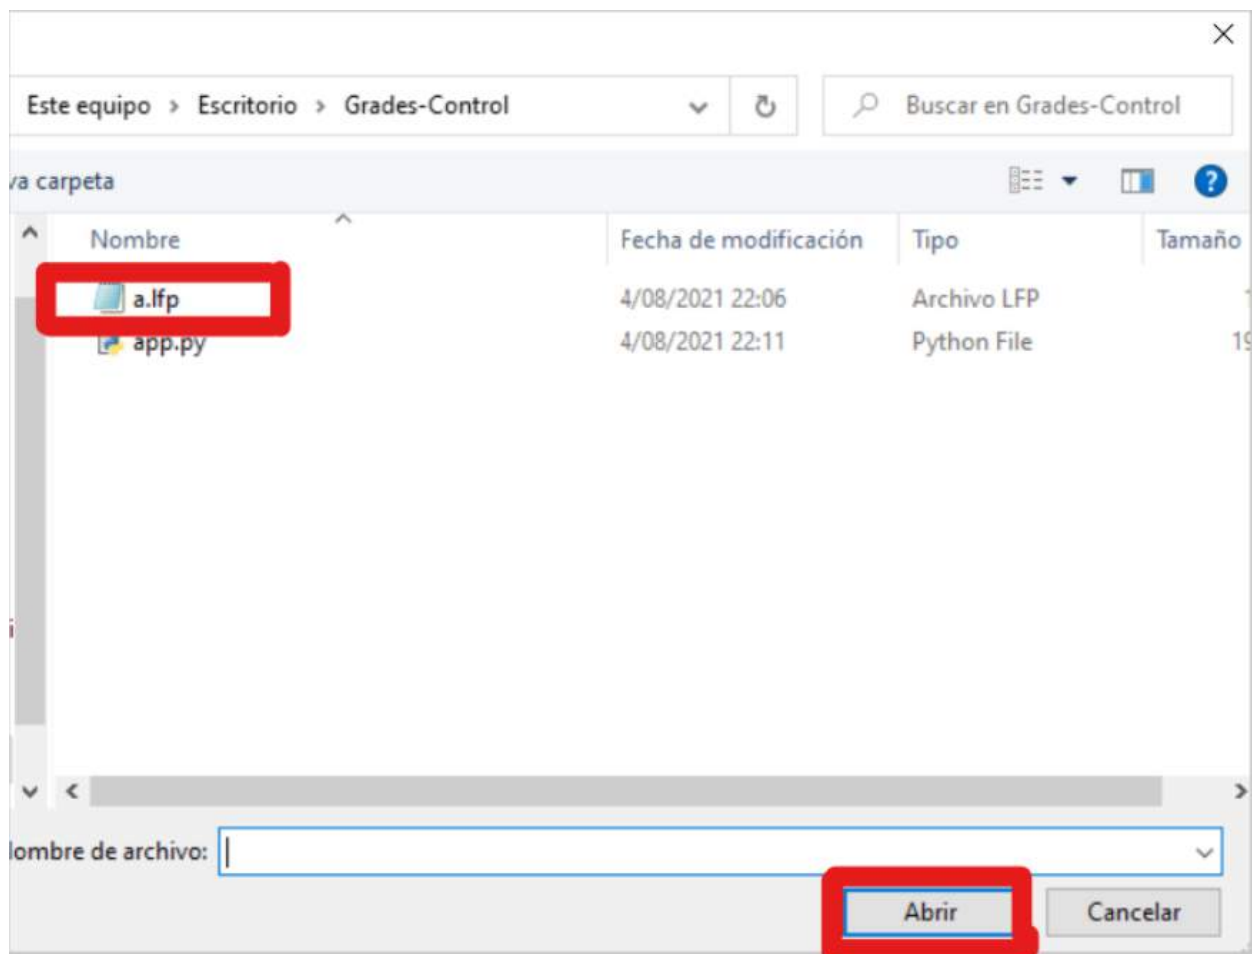 Este equipo > Escritorio > Grades-Control Buscar en Grades-Control
va carpeta
Nombre Fecha de modificación Tipo Tamaño
a.lfp 4/08/2021 22:06 Archivo LFP
app.py 4/08/2021 22:11 Python File 19
ombre de archivo:
Abrir Cancelar